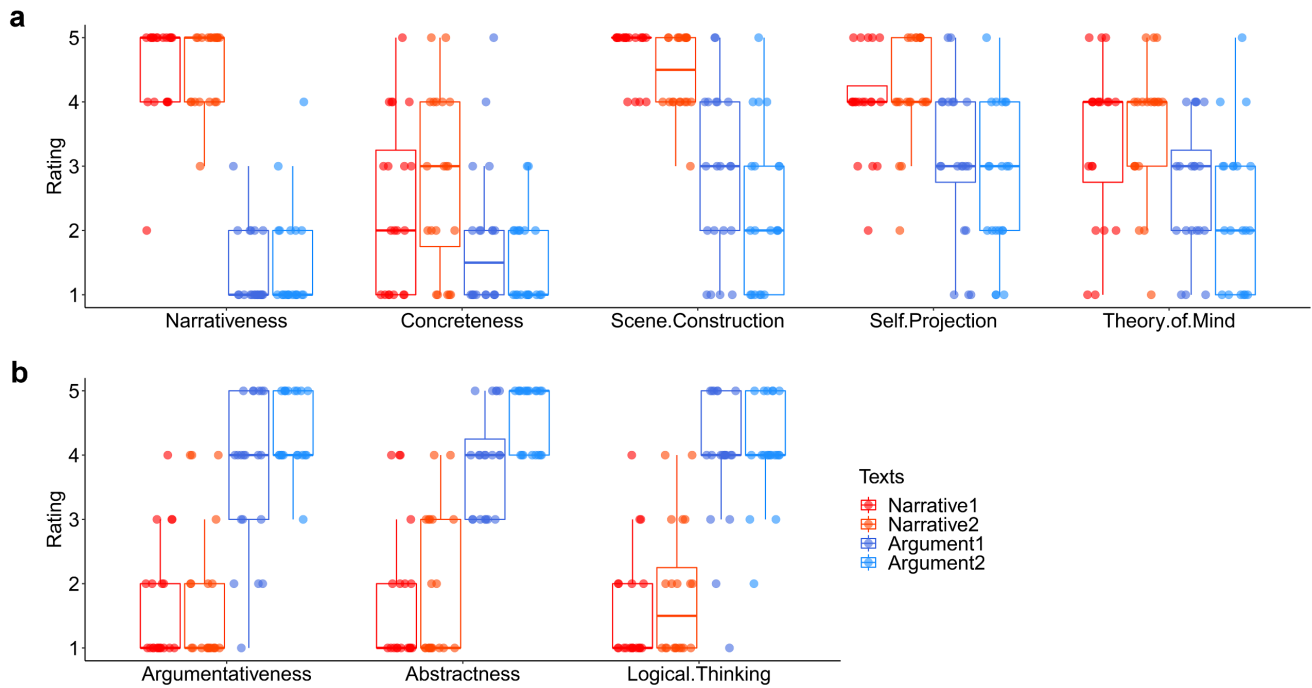 a
5
4
3
2
1
Rating
Narrativeness
Concreteness
Scene.Construction
Self.Projection
Theory.of.Mind
b
5
4
3
2
1
Rating
Argumentativeness
Abstractness
Logical.Thinking
Texts
Narrative1
Narrative2
Argument1
Argument2